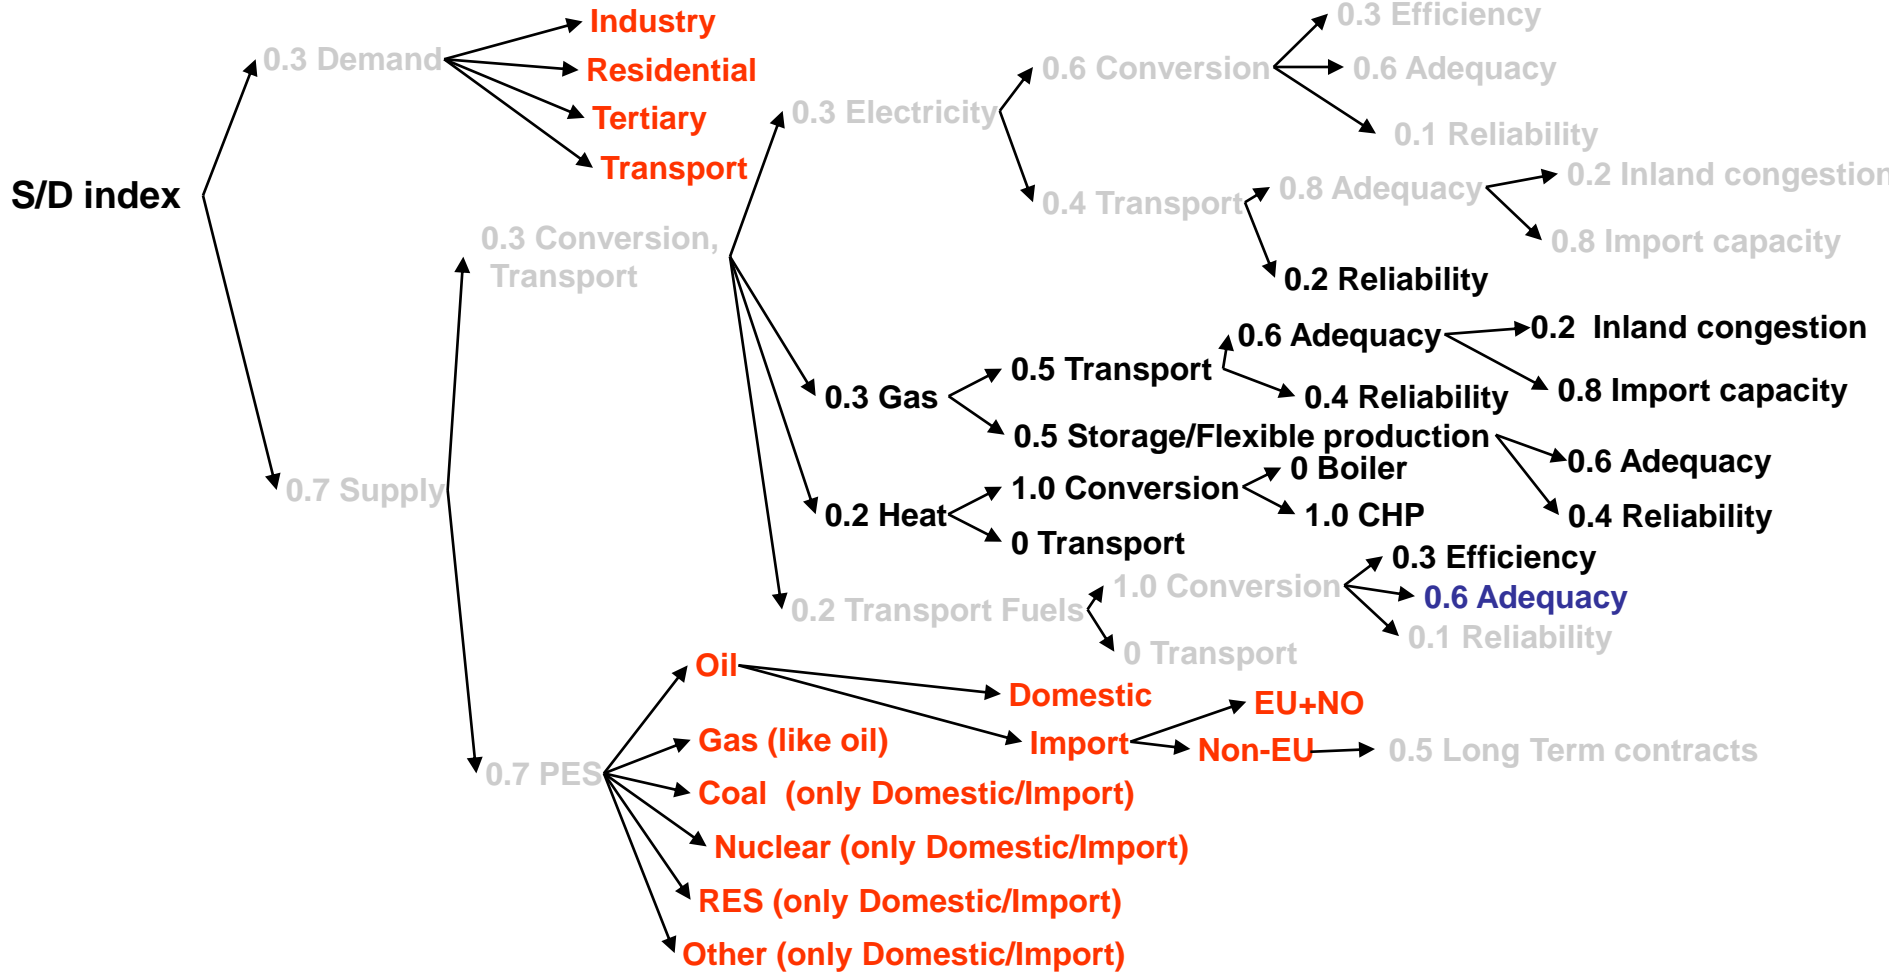 S/D index
0.3 Demand
Industry
Residential
Tertiary
Transport
0.7 Supply
0.3 Conversion,
Transport
0.3 Electricity
0.6 Conversion
0.3 Efficiency
0.6 Adequacy
0.1 Reliability
0.4 Transport
0.8 Adequacy
0.2 Inland congestion
0.8 Import capacity
0.2 Reliability
0.3 Gas
0.5 Transport
0.6 Adequacy
0.2 Inland congestion
0.8 Import capacity
0.4 Reliability
0.5 Storage/Flexible production
0.6 Adequacy
0.4 Reliability
0.2 Heat
1.0 Conversion
0 Boiler
1.0 CHP
0 Transport
0.2 Transport Fuels
1.0 Conversion
0.3 Efficiency
0.6 Adequacy
0.1 Reliability
0 Transport
0.7 PES
Oil
Domestic
Import
EU+NO
Non-EU
0.5 Long Term contracts
Gas (like oil)
Coal (only Domestic/Import)
Nuclear (only Domestic/Import)
RES (only Domestic/Import)
Other (only Domestic/Import)